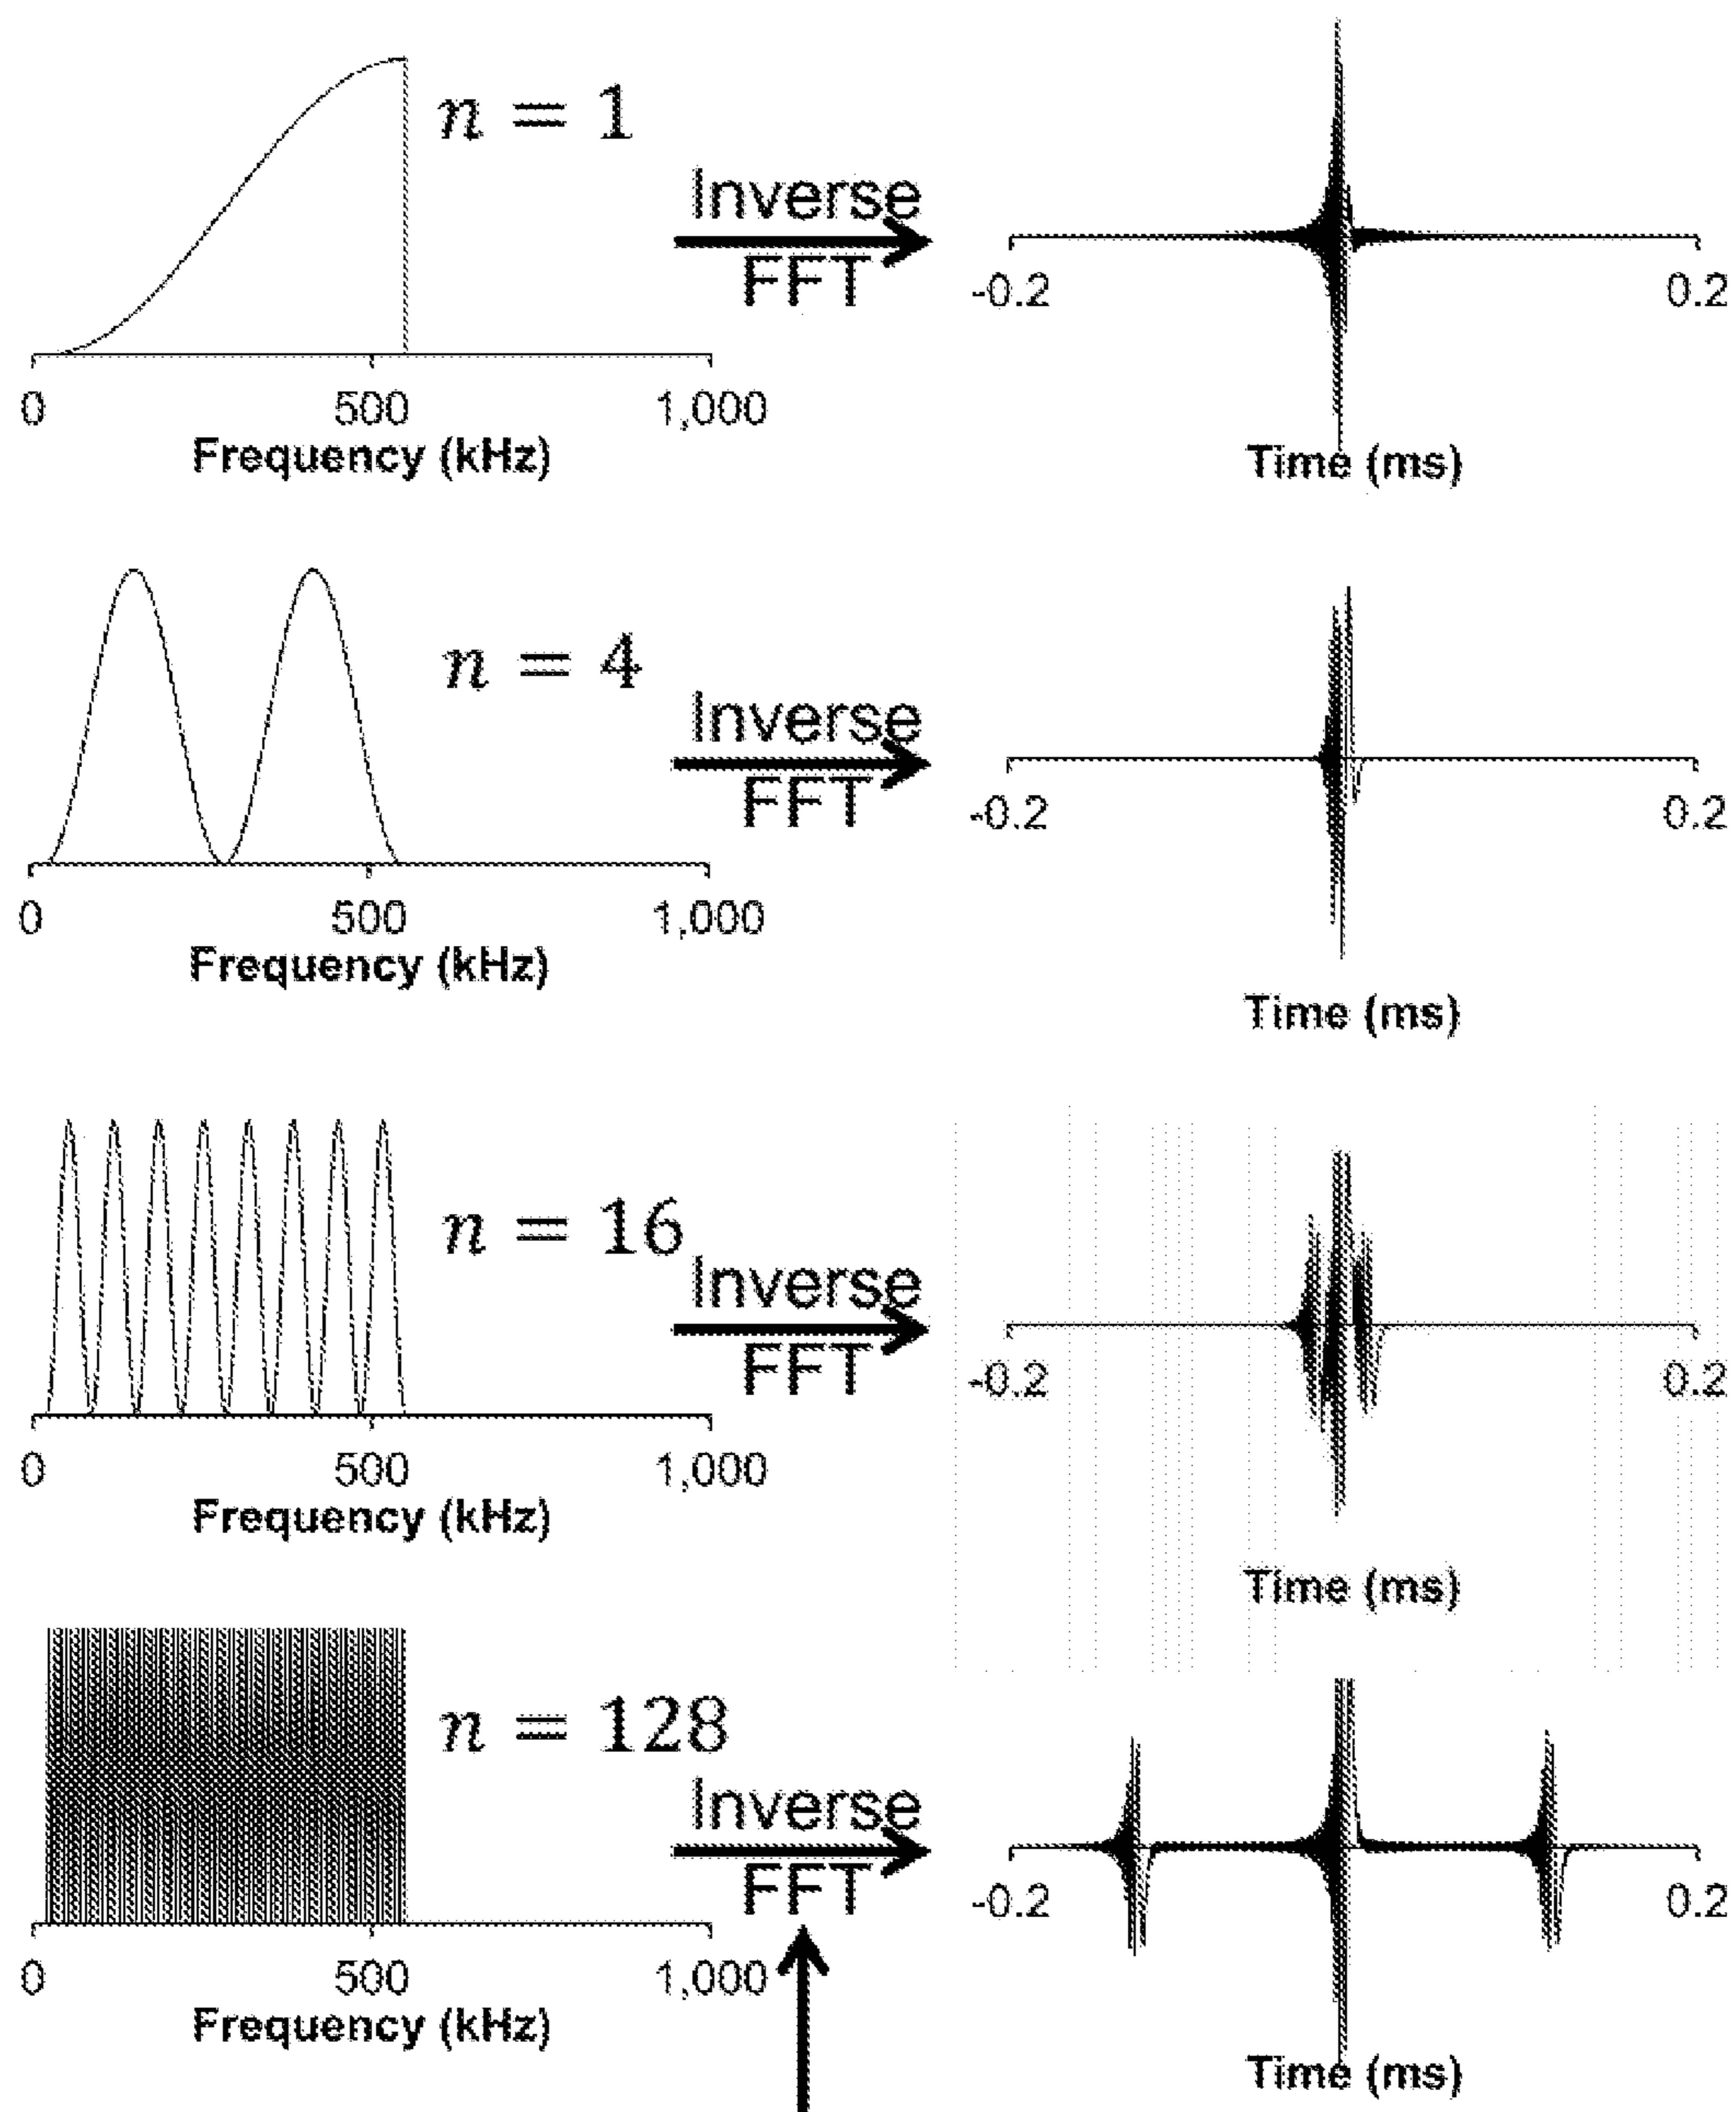 n = 1
Inverse
FFT
-0.2
0.2
0
500
1,000
Frequency (kHz)
Time (ms)
n = 4
Inverse
FFT
-0.2
0.2
0
500
1,000
Frequency (kHz)
Time (ms)
n = 16
Inverse
FFT
-0.2
0.2
0
500
1,000
Frequency (kHz)
Time (ms)
n = 128
Inverse
FFT
-0.2
0.2
0
500
1,000
Frequency (kHz)
Time (ms)